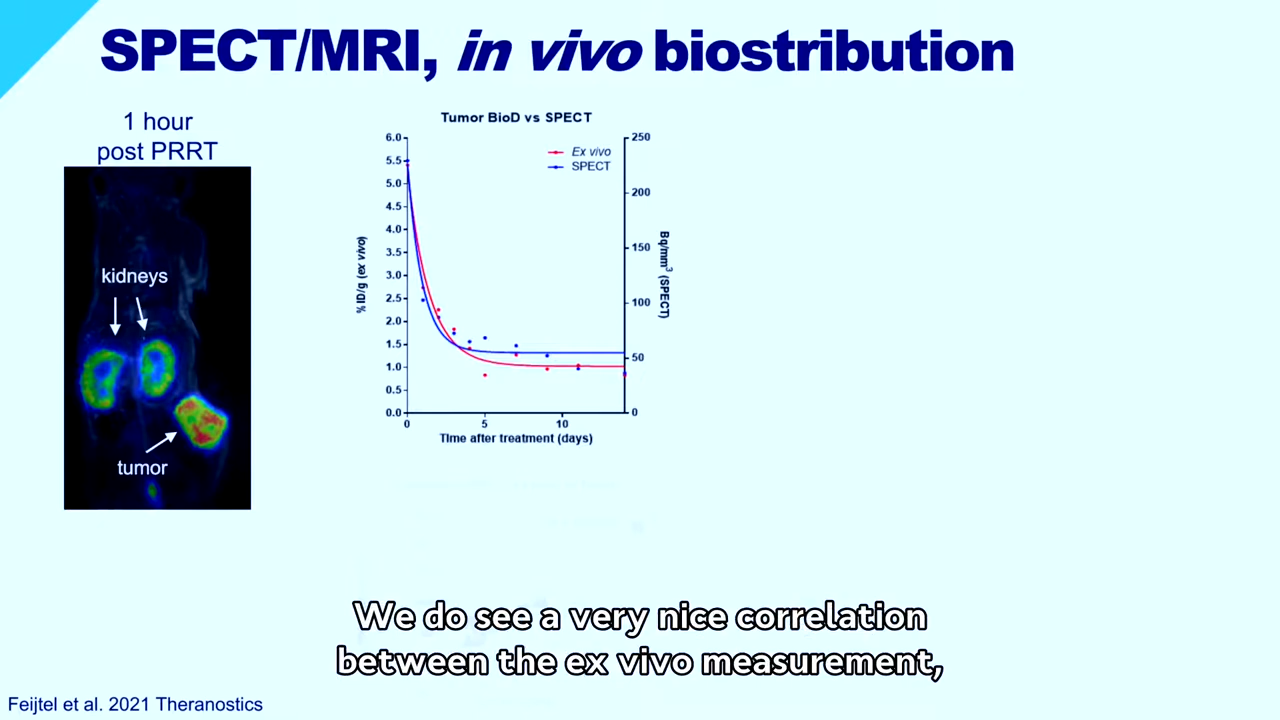 SPECT/MRI, in vivo biostribution
1 hour
post PRRT
kidneys
tumor
Tumor BioD vs SPECT
Ex vivo
SPECT
%ID/g (ex vivo)
6.0
5.5
5.0
4.5
4.0
3.5
3.0
2.5
2.0
1.5
1.0
0.5
0.0
250
200
150
100
50
0
Bq/mm³ (SPECT)
0 5 10
Time after treatment (days)
We do see a very nice correlation
between the ex vivo measurement,
Feijtel et al. 2021 Theranostics